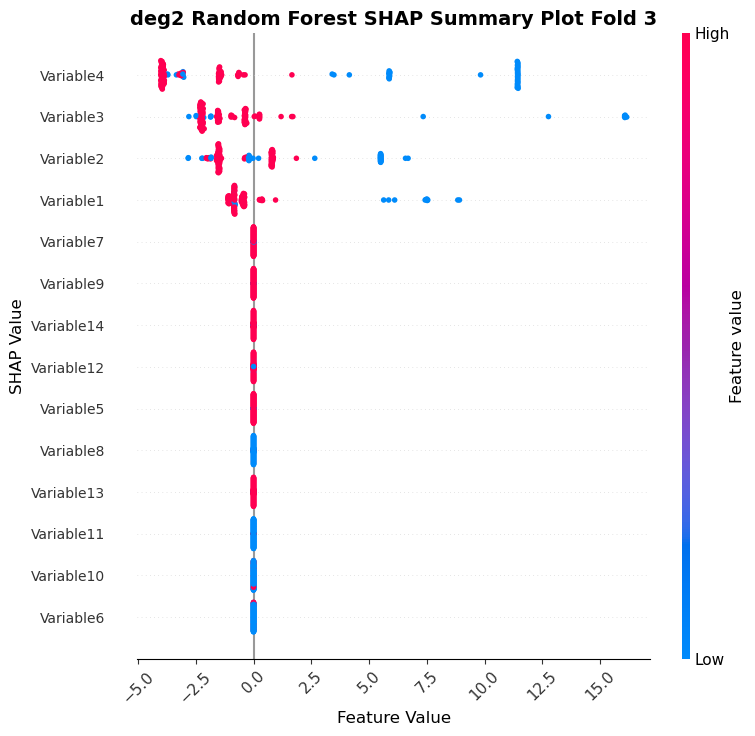 deg2 Random Forest SHAP Summary Plot Fold 3
High
Variable4
Variable3
Variable2
Variable1
Variable7
Variable9
Variable14
Variable12
Variable5
Variable8
Variable13
Variable11
Variable10
Variable6
SHAP Value
Feature value
Low
−5.0 −2.5 0.0 2.5 5.0 7.5 10.0 12.5 15.0
Feature Value